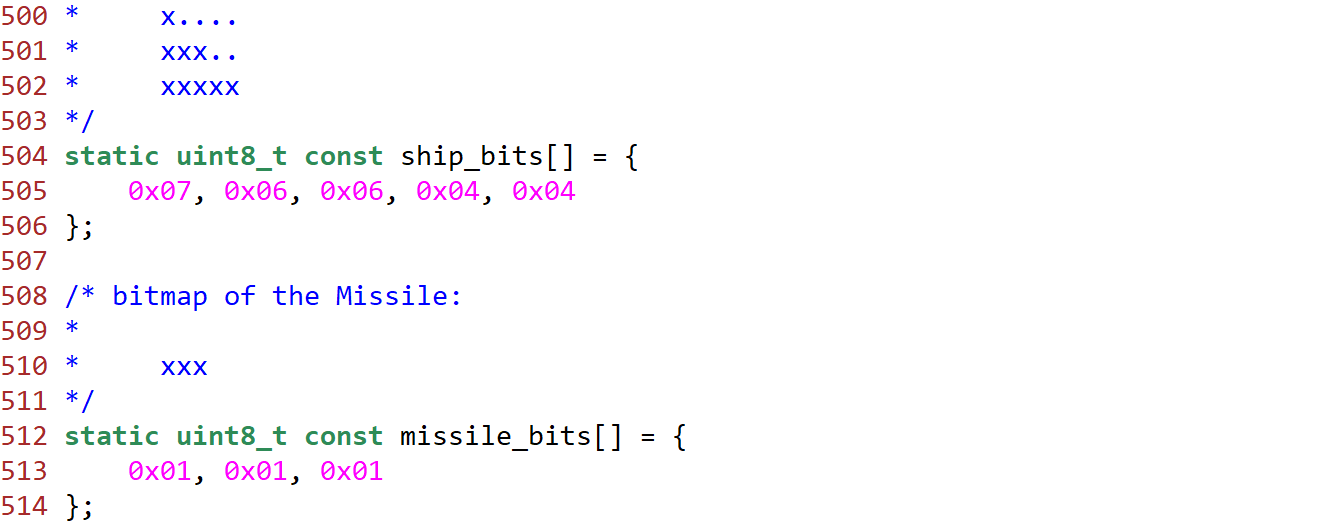 500 *     x....
501 *     xxx..
502 *     xxxxx
503 */
504 static uint8_t const ship_bits[] = {
505     0x07, 0x06, 0x06, 0x04, 0x04
506 };
507
508 /* bitmap of the Missile:
509 *
510 *     xxx
511 */
512 static uint8_t const missile_bits[] = {
513     0x01, 0x01, 0x01
514 };